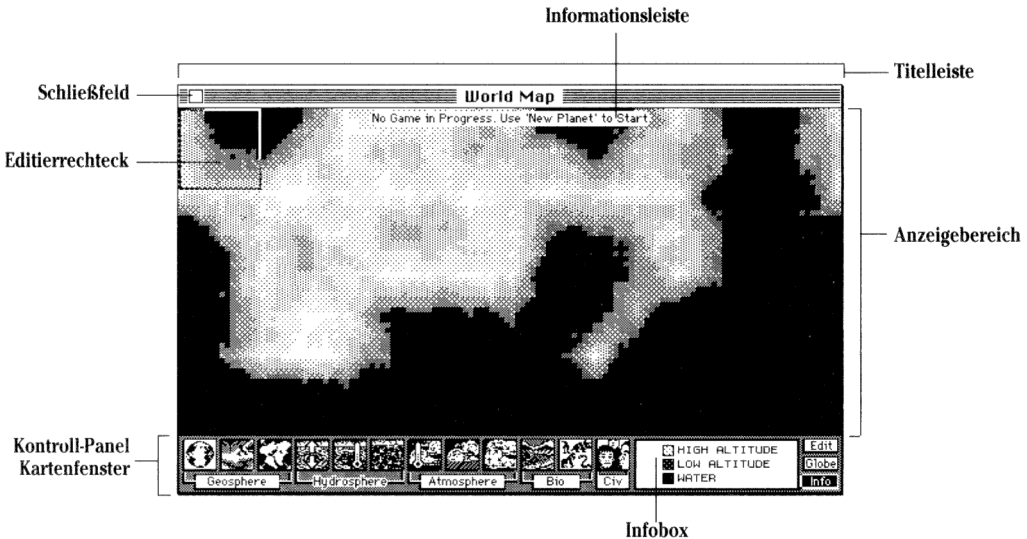 Informationsleiste
Titelleiste
Schließfeld
World Map
No Game in Progress. Use 'New Planet' to Start.
Editierrechteck
Anzeigebereich
Kontroll-Panel
Kartenfenster
HIGH ALTITUDE
LOW ALTITUDE
WATER
Edit
Globe
Info
Geosphere
Hydrosphere
Atmosphere
Bio
Civ
Infobox